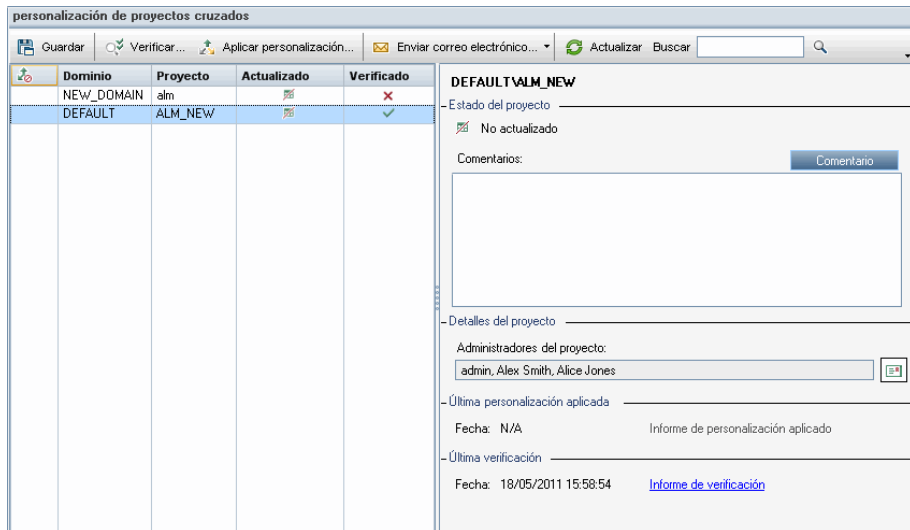 personalización de proyectos cruzados
Guardar Verificar... Aplicar personalización... Enviar correo electrónico... Actualizar Buscar
Dominio Proyecto Actualizado Verificado
NEW_DOMAIN alm
DEFAULT ALM_NEW
DEFAULT\ALM_NEW
Estado del proyecto
No actualizado
Comentarios: Comentario
Detalles del proyecto
Administradores del proyecto:
admin, Alex Smith, Alice Jones
Última personalización aplicada
Fecha: N/A Informe de personalización aplicado
Última verificación
Fecha: 18/05/2011 15:58:54 Informe de verificación